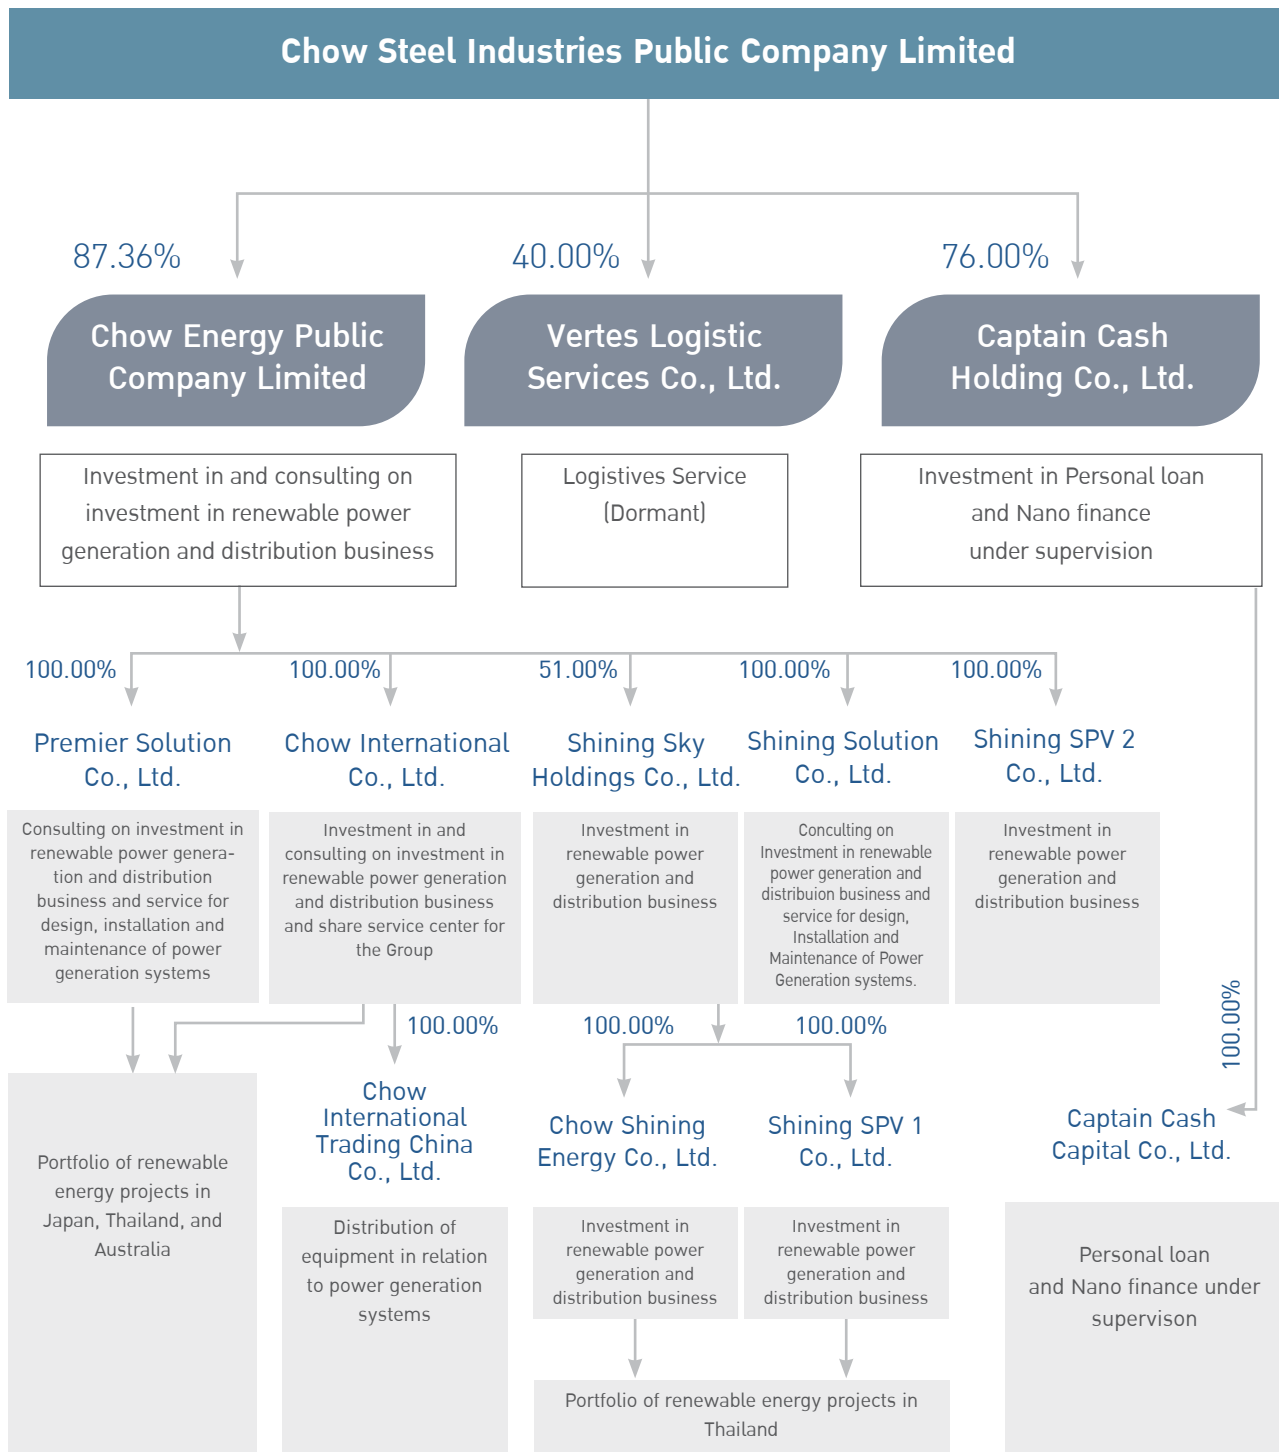 Chow Steel Industries Public Company Limited
87.36%
40.00%
76.00%
Chow Energy Public
Company Limited
Vertes Logistic
Services Co., Ltd.
Captain Cash
Holding Co., Ltd.
Investment in and consulting on
investment in renewable power
generation and distribution business
Logistives Service
(Dormant)
Investment in Personal loan
and Nano finance
under supervision
100.00%
100.00%
51.00%
100.00%
100.00%
Premier Solution
Co., Ltd.
Chow International
Co., Ltd.
Shining Sky
Holdings Co., Ltd.
Shining Solution
Co., Ltd.
Shining SPV 2
Co., Ltd.
Consulting on investment in
renewable power genera-
tion and distribution
business and service for
design, installation and
maintenance of power
generation systems
Investment in and
consulting on investment in
renewable power generation
and distribution business
and share service center for
the Group
Investment in
renewable power
generation and
distribution business
Conculting on
Investment in renewable
power generation and
distribuion business and
service for design,
Installation and
Maintenance of Power
Generation systems.
Investment in
renewable power
generation and
distribution business
100.00%
100.00%
100.00%
100.00%
Portfolio of renewable
energy projects in
Japan, Thailand, and
Australia
Chow
International
Trading China
Co., Ltd.
Chow Shining
Energy Co., Ltd.
Shining SPV 1
Co., Ltd.
Captain Cash
Capital Co., Ltd.
Distribution of
equipment in relation
to power generation
systems
Investment in
renewable power
generation and
distribution business
Investment in
renewable power
generation and
distribution business
Personal loan
and Nano finance under
supervison
Portfolio of renewable energy projects in
Thailand